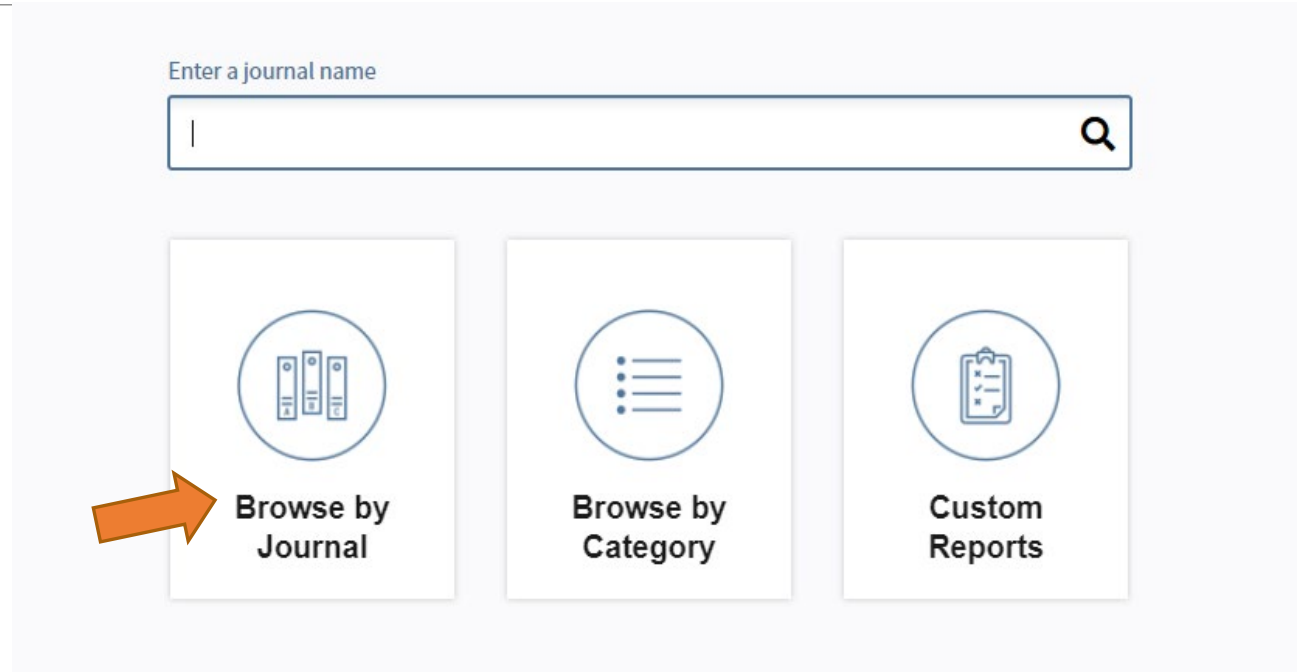 Enter a journal name
A B C
Browse by
Journal
Browse by
Category
Custom
Reports